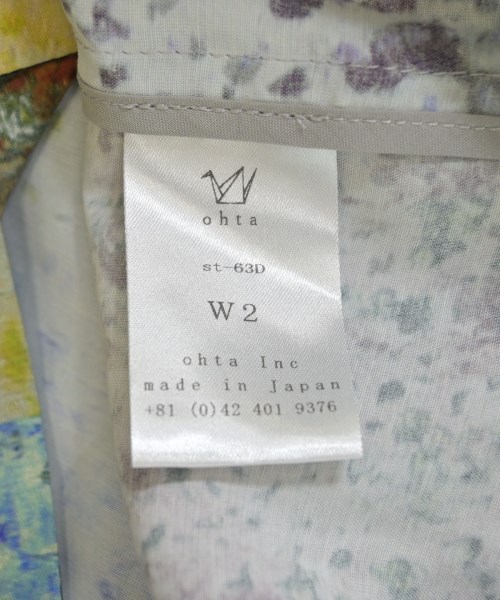 ohta
st-63D
W2
ohta Inc
made in Japan
+81 (0)42 401 9376